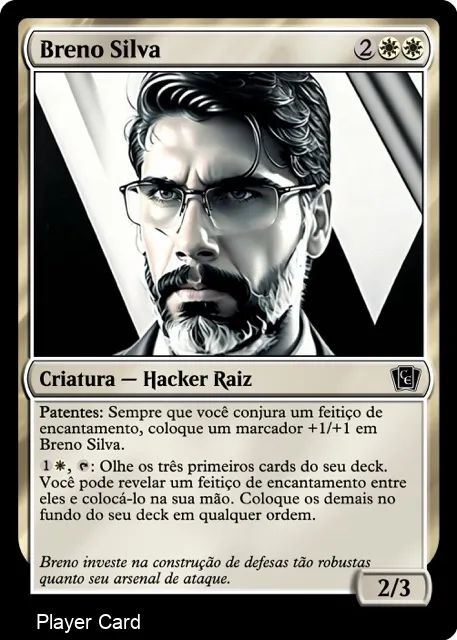 Breno Silva 2
Criatura — Hacker Raiz CE
Patentes: Sempre que você conjura um feitiço de
encantamento, coloque um marcador +1/+1 em
Breno Silva.
1 , : Olhe os três primeiros cards do seu deck.
Você pode revelar um feitiço de encantamento entre
eles e colocá-lo na sua mão. Coloque os demais no
fundo do seu deck em qualquer ordem.
Breno investe na construção de defesas tão robustas
quanto seu arsenal de ataque.
2/3
Player Card